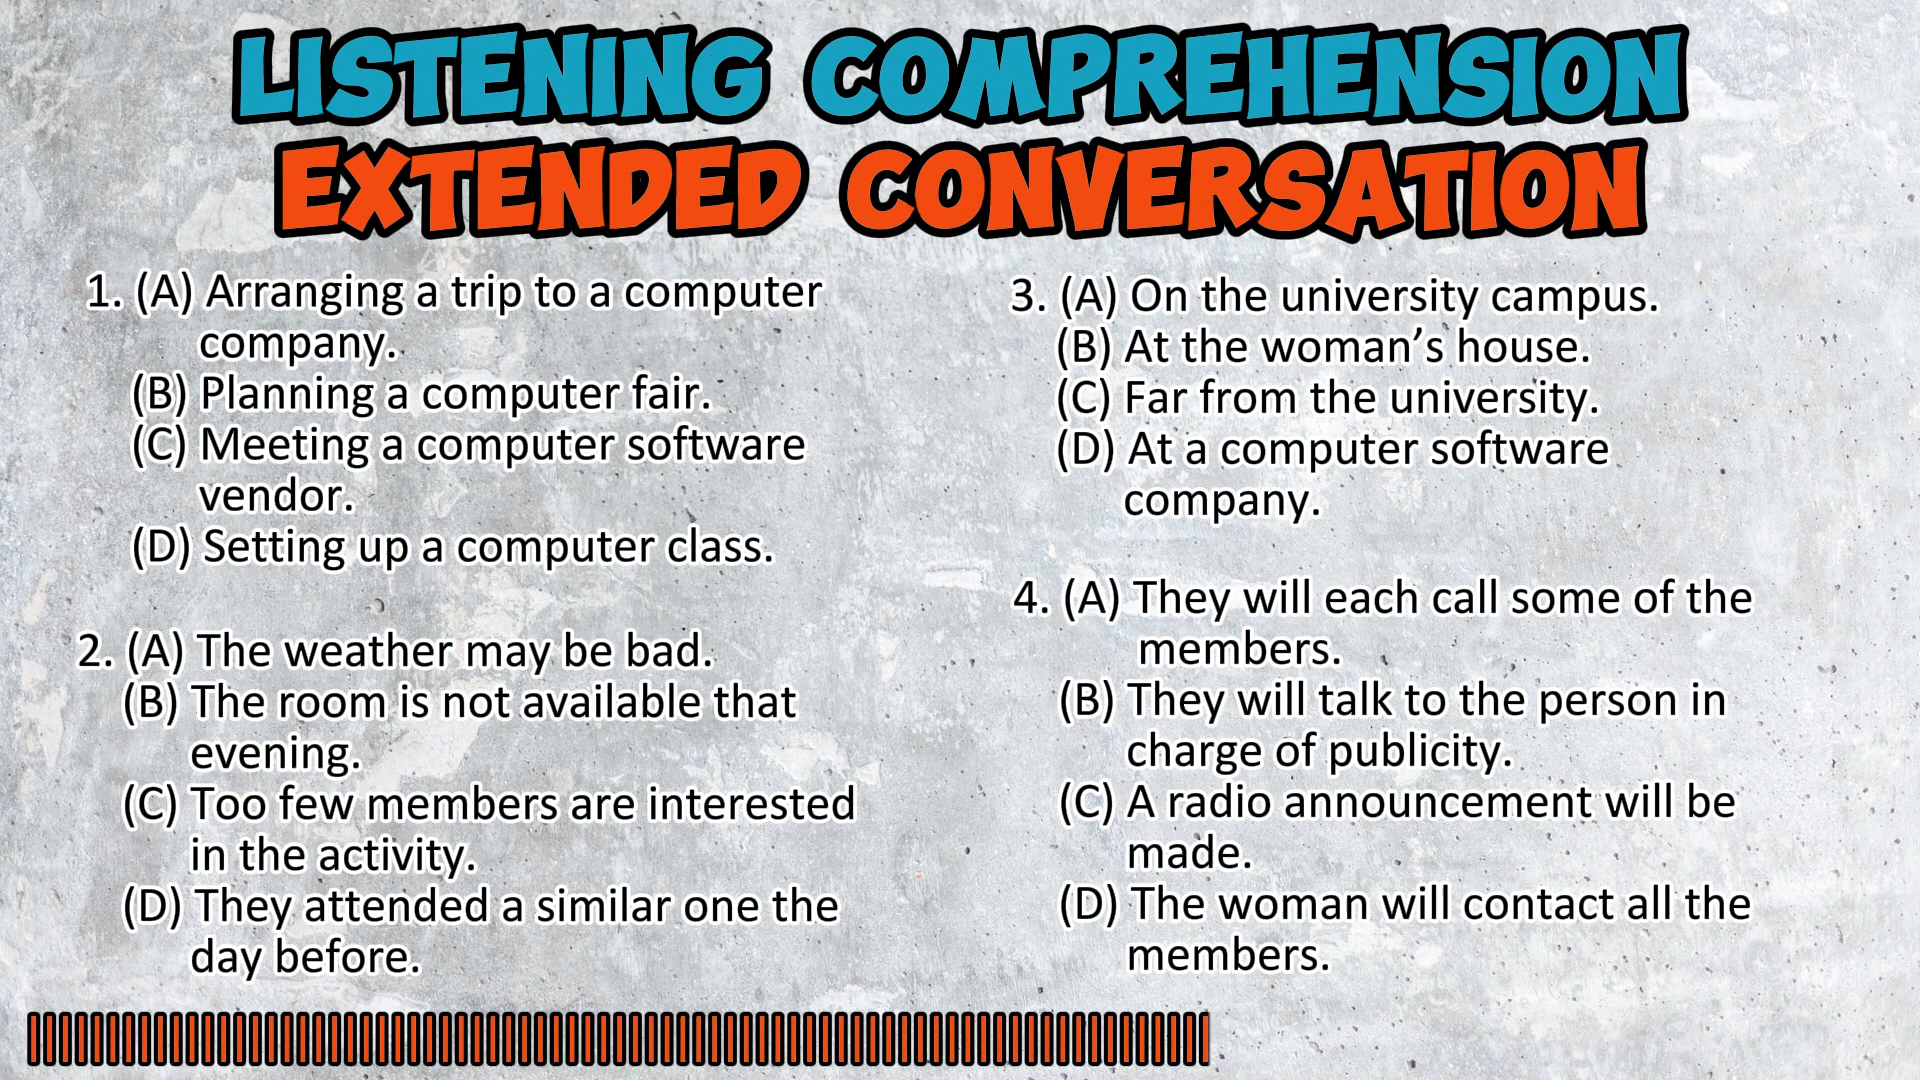 LISTENING COMPREHENSION
EXTENDED CONVERSATION
1. (A) Arranging a trip to a computer
company.
(B) Planning a computer fair.
(C) Meeting a computer software
vendor.
(D) Setting up a computer class.
2. (A) The weather may be bad.
(B) The room is not available that
evening.
(C) Too few members are interested
in the activity.
(D) They attended a similar one the
day before.
3. (A) On the university campus.
(B) At the woman’s house.
(C) Far from the university.
(D) At a computer software
company.
4. (A) They will each call some of the
members.
(B) They will talk to the person in
charge of publicity.
(C) A radio announcement will be
made.
(D) The woman will contact all the
members.